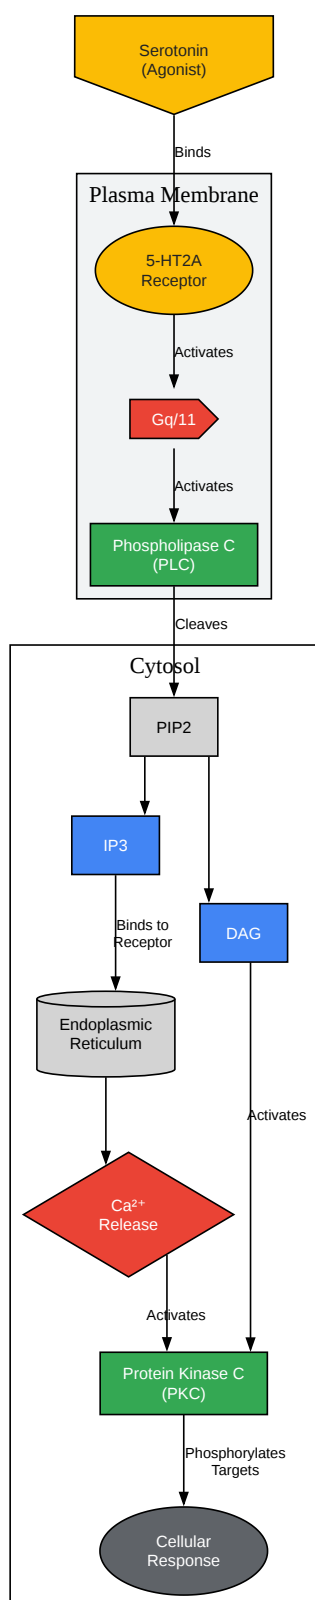 Serotonin
(Agonist)
Binds
Plasma Membrane
5-HT2A
Receptor
Activates
Gq/11
Activates
Phospholipase C
(PLC)
Cleaves
Cytosol
PIP2
IP3
DAG
Binds to
Receptor
Endoplasmic
Reticulum
Activates
Ca²⁺
Release
Activates
Protein Kinase C
(PKC)
Phosphorylates
Targets
Cellular
Response